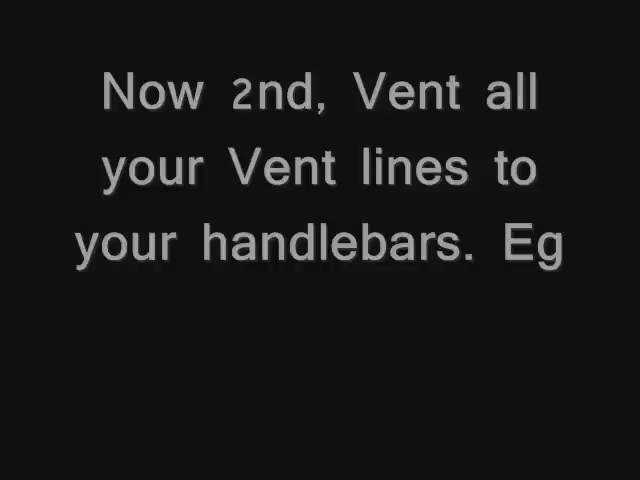 Now 2nd, Vent all
your Vent lines to
your handlebars. Eg